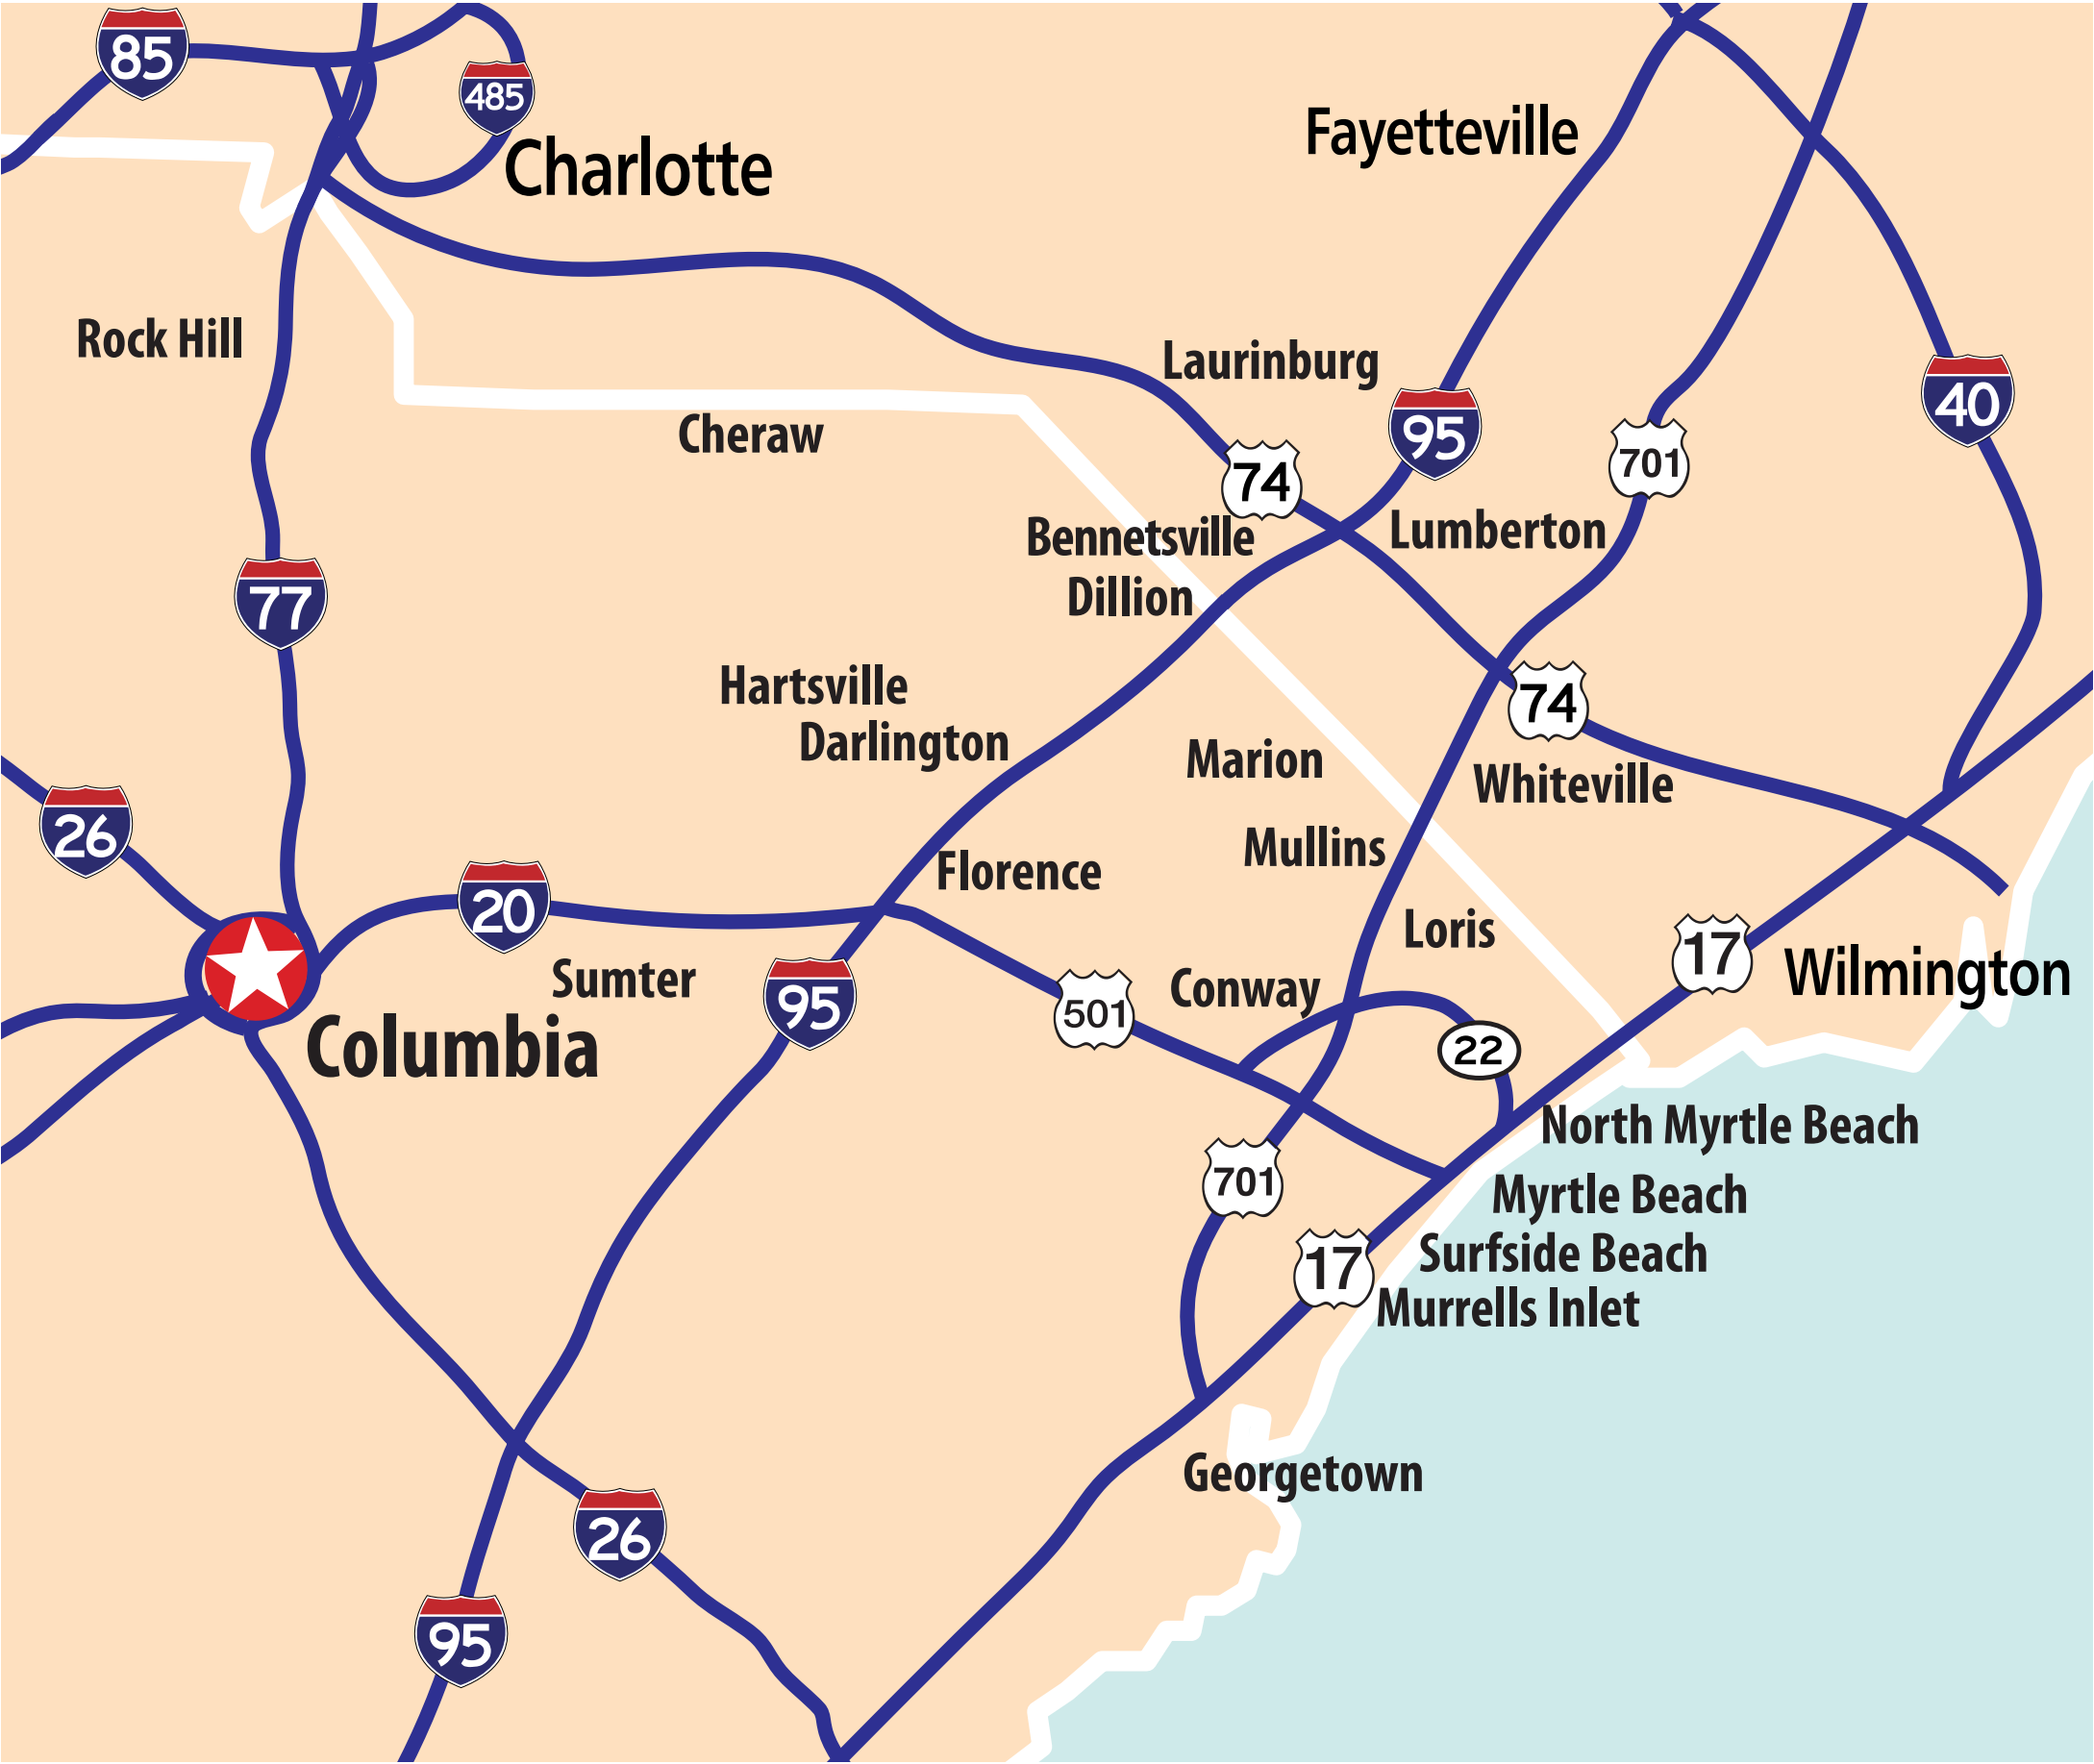 85
485
Charlotte
Fayetteville
Rock Hill
Laurinburg
Cheraw
95
40
701
74
Bennetsville
Lumberton
Dillion
77
Hartsville
74
Darlington
Marion
Whiteville
26
Mullins
Florence
20
Loris
17
Wilmington
Sumter
Conway
95
501
Columbia
22
North Myrtle Beach
701
Myrtle Beach
Surfside Beach
17
Murrells Inlet
Georgetown
26
95